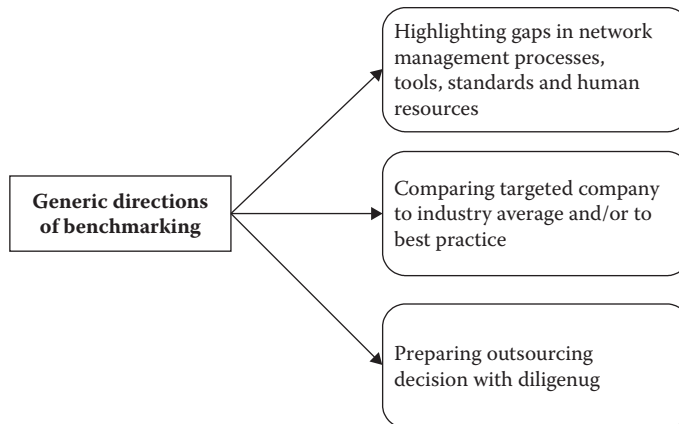 Highlighting gaps in network
management processes,
tools, standards and human
resources
Generic directions
of benchmarking
Comparing targeted company
to industry average and/or to
best practice
Preparing outsourcing
decision with diligenug